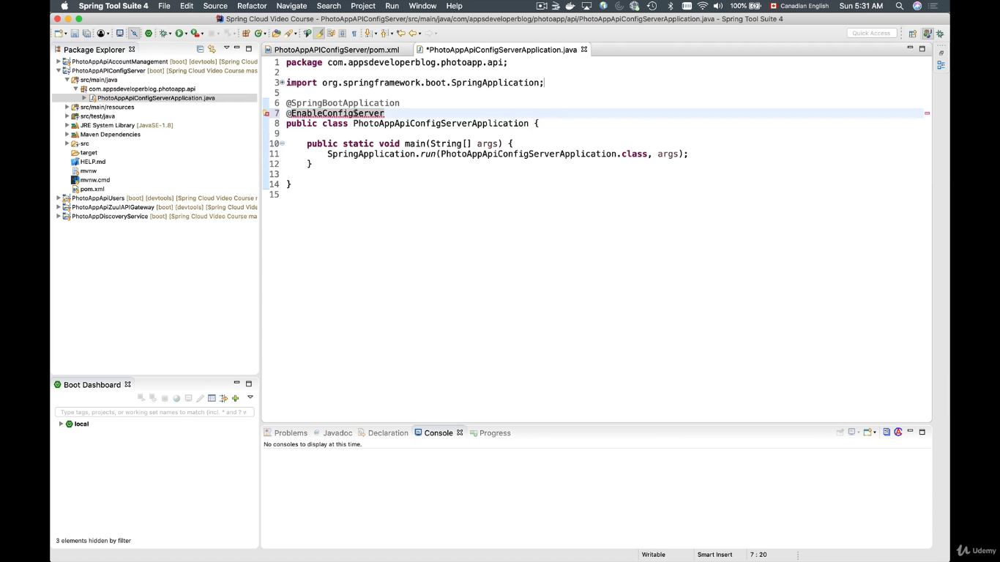 Spring Tool Suite 4 File Edit Source Refactor Navigate Search Project Run Window Help 100% Canadian English Sun 5:31 AM
Spring Cloud Video Course - PhotoAppAPIConfigServer/src/main/java/com/appsdeveloperblog/photoapp/api/PhotoAppApiConfigServerApplication.java - Spring Tool Suite 4
Quick Access
Package Explorer
PhotoAppApiAccountManagement [boot] [devtools] [Spring Cloud
PhotoAppAPIConfigServer [boot] [Spring Cloud Video Course mas
src/main/java
com.appsdeveloperblog.photoapp.api
PhotoAppApiConfigServerApplication.java
src/main/resources
src/test/java
JRE System Library [JavaSE-1.8]
Maven Dependencies
src
target
HELP.md
mvnw
mvnw.cmd
pom.xml
PhotoAppApiUsers [boot] [devtools] [Spring Cloud Video Course m
PhotoAppApiZuulAPIGateway [boot] [devtools] [Spring Cloud Vide
PhotoAppDiscoveryService [boot] [Spring Cloud Video Course ma
PhotoAppAPIConfigServer/pom.xml *PhotoAppApiConfigServerApplication.java
1 package com.appsdeveloperblog.photoapp.api;
2
3 import org.springframework.boot.SpringApplication;
5
6 @SpringBootApplication
7 @EnableConfigServer
8 public class PhotoAppApiConfigServerApplication {
9
10 public static void main(String[] args) {
11 SpringApplication.run(PhotoAppApiConfigServerApplication.class, args);
12 }
13
14 }
15
Boot Dashboard
Type tags, projects, or working set names to match (incl. * and ? w
local
3 elements hidden by filter
Problems @ Javadoc Declaration Console Progress
No consoles to display at this time.
Writable Smart Insert 7 : 20
Udemy